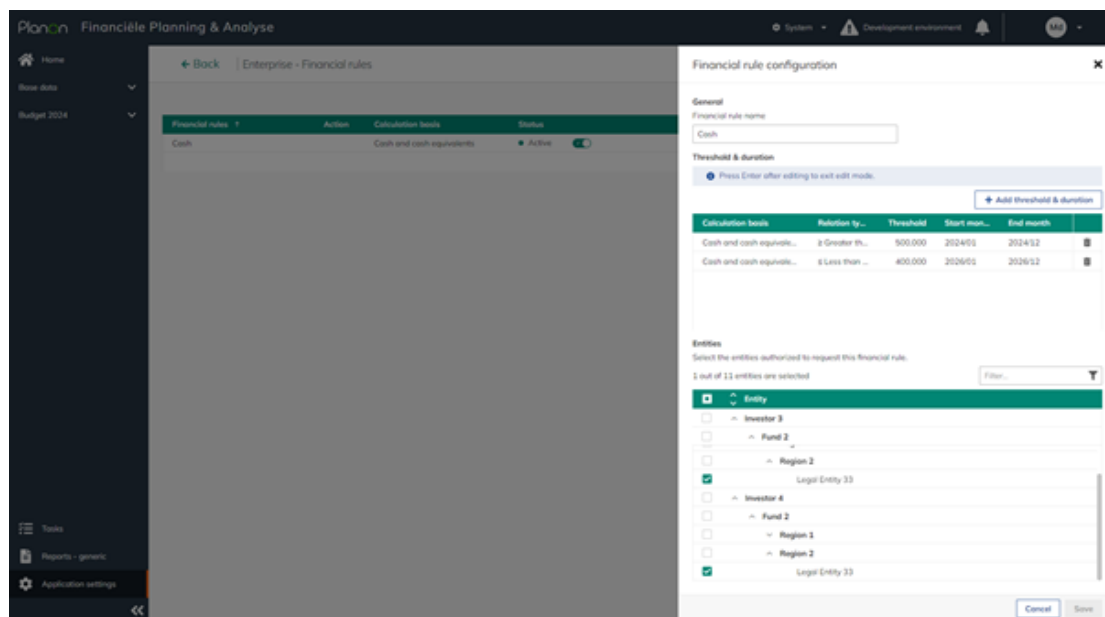 Planon Financiële Planning & Analyse
System
Development environment
Md
Home
Base data
Budget 2024
Tasks
Reports - generic
Application settings
Back
Enterprise - Financial rules
Financial rules Action Calculation basis Status
Cash Cash and cash equivalents Active
Financial rule configuration
General
Financial rule name
Cash
Threshold & duration
Press Enter after editing to exit edit mode.
+ Add threshold & duration
Calculation basis Relation ty... Threshold Start mon... End month
Cash and cash equivale... ≥ Greater th... 500,000 2024/01 2024/12
Cash and cash equivale... ≤ Less than ... 400,000 2026/01 2026/12
Entities
Select the entities authorized to request this financial rule.
1 out of 11 entities are selected
Filter...
Entity
Investor 3
Fund 2
Region 2
Legal Entity 33
Investor 4
Fund 2
Region 1
Region 2
Legal Entity 33
Cancel
Save